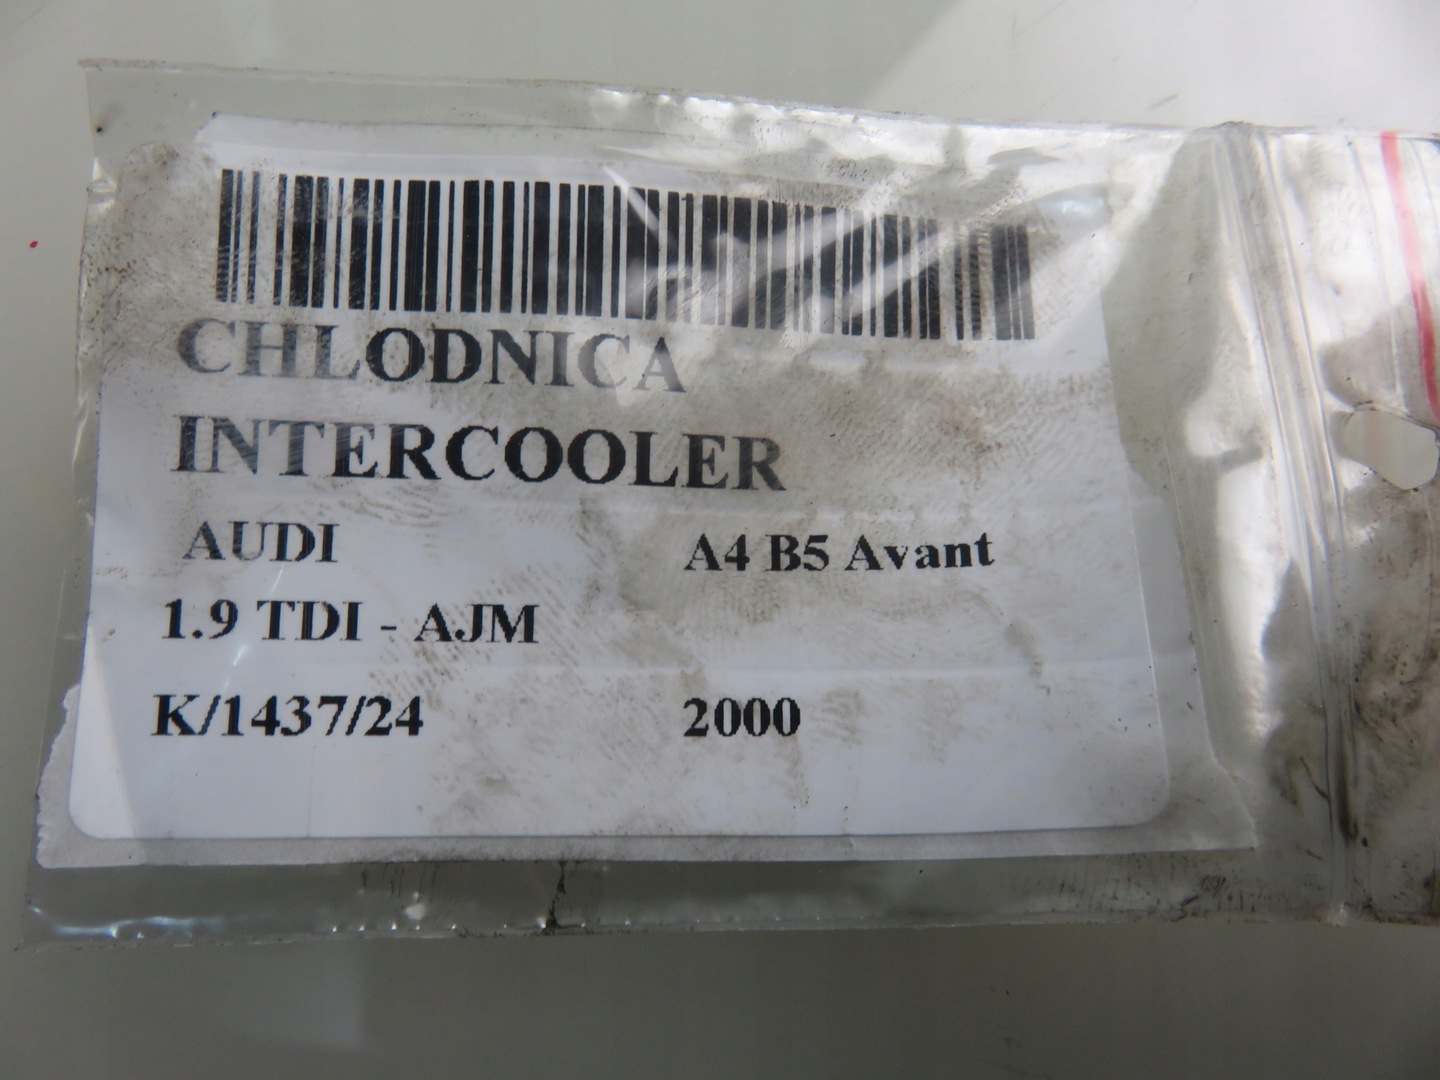 CHLODNICA
INTERCOOLER
AUDI A4 B5 Avant
1.9 TDI - AJM
K/1437/24 2000